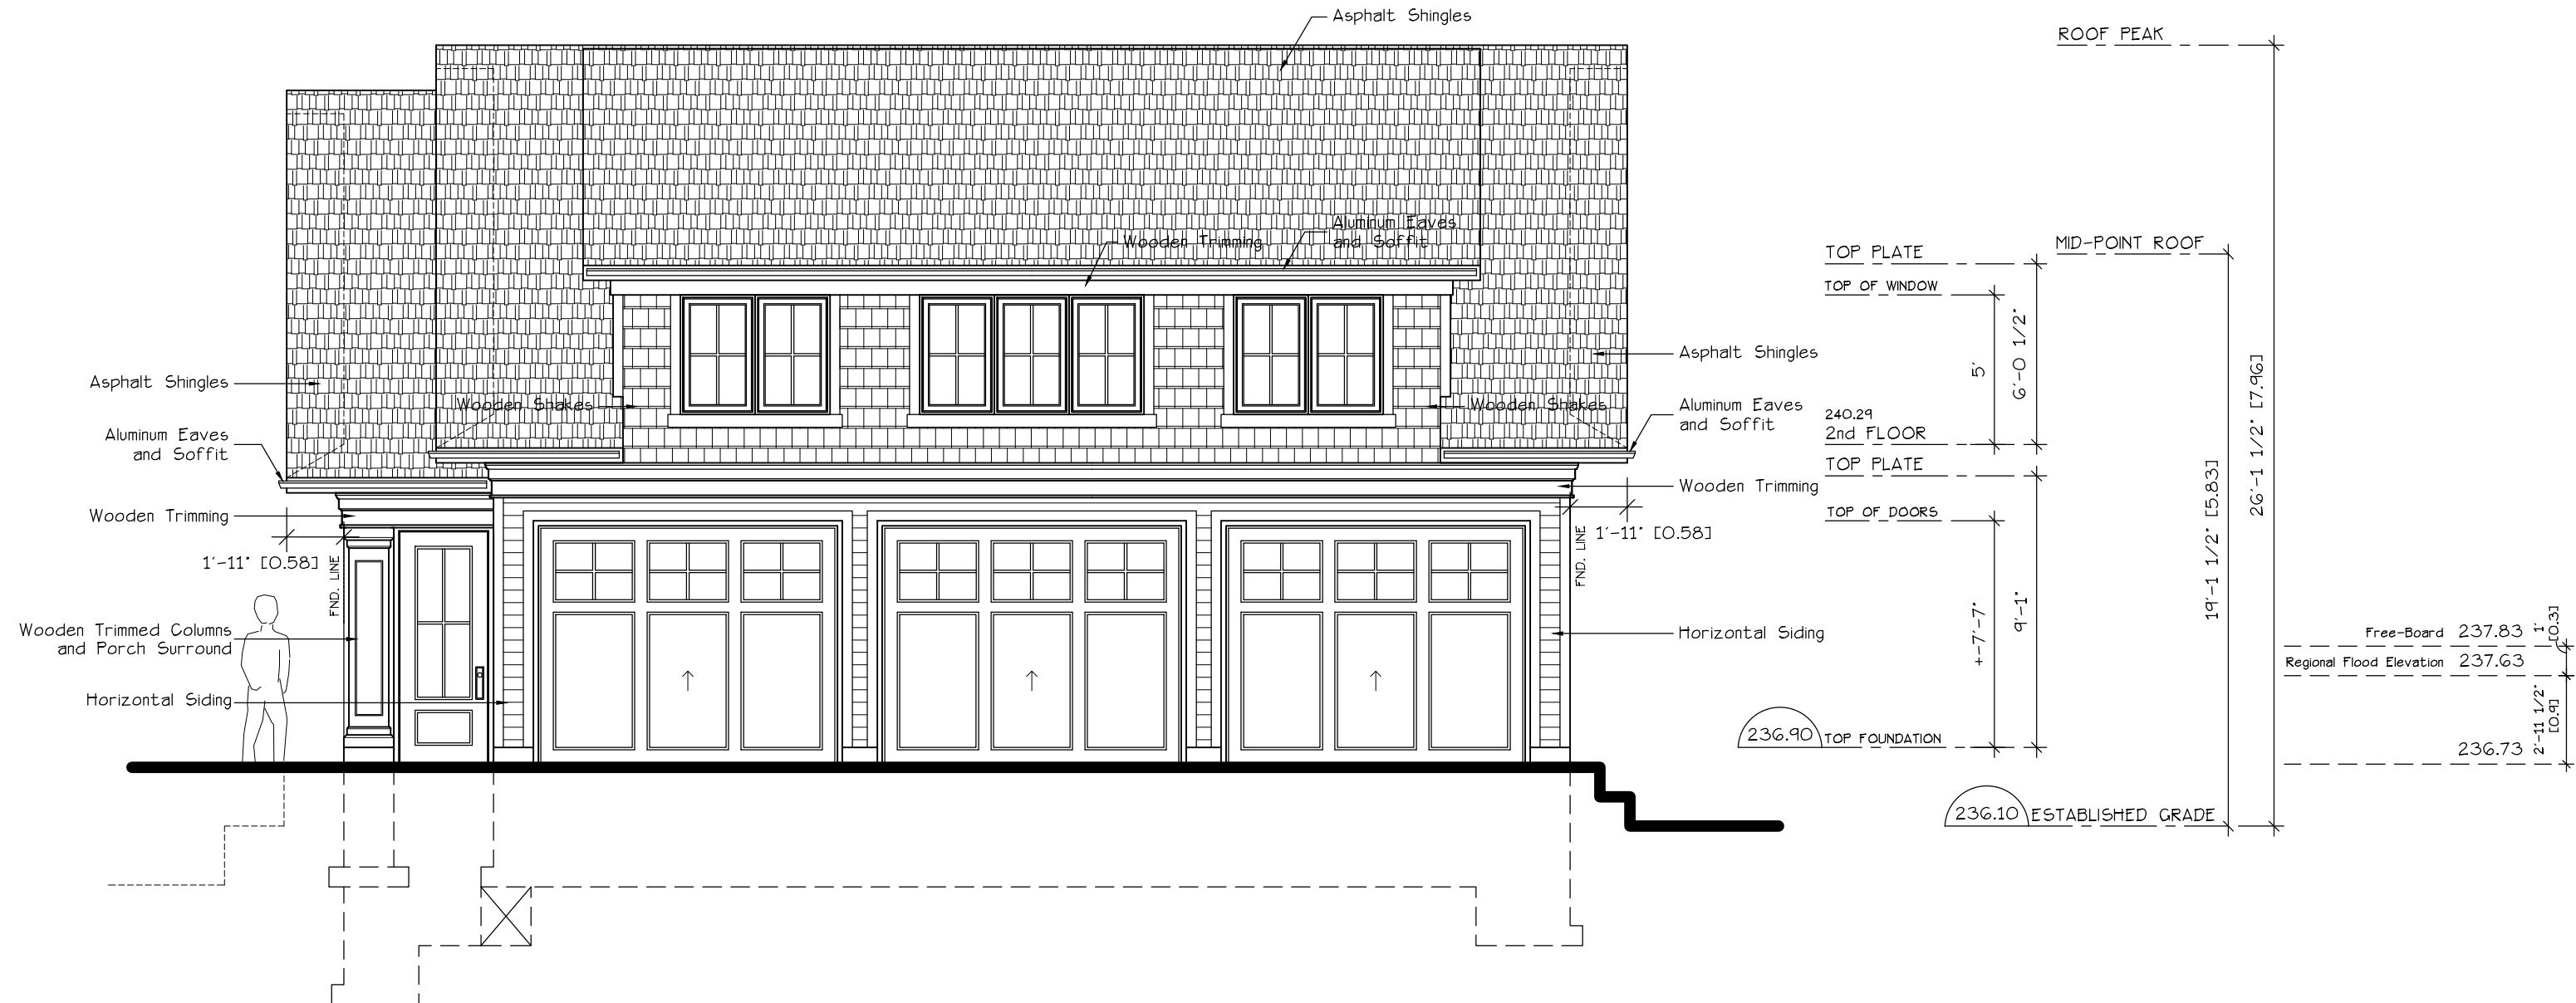 Asphalt Shingles
ROOF PEAK
Aluminum Eaves
and Soffit
Wooden Trimming
TOP PLATE
MID-POINT ROOF
TOP OF WINDOW
Asphalt Shingles
Asphalt Shingles
5'
6'-0 1/2"
26'-1 1/2" [7.96]
Wooden Shakes
Wooden Shakes
Aluminum Eaves
and Soffit
240.29
2nd FLOOR
Aluminum Eaves
and Soffit
TOP PLATE
Wooden Trimming
19'-1 1/2" [5.83]
Wooden Trimming
TOP OF DOORS
1'-11" [0.58]
1'-11" [0.58]
FND. LINE
FND. LINE
+-7'-7"
9'-1"
Wooden Trimmed Columns
and Porch Surround
Horizontal Siding
Free-Board 237.83
1'
[0.3]
Regional Flood Elevation 237.63
Horizontal Siding
2'-11 1/2"
[0.9]
236.90 TOP FOUNDATION
236.73
236.10 ESTABLISHED GRADE